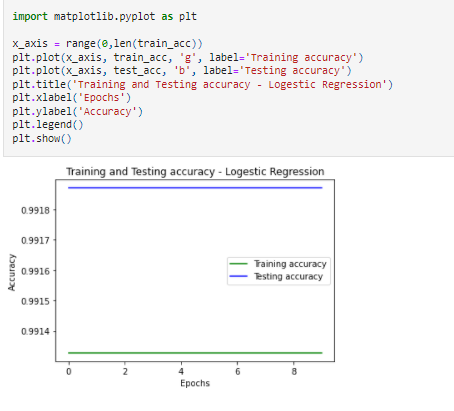 import matplotlib.pyplot as plt
x_axis = range(0,len(train_acc))
plt.plot(x_axis, train_acc, 'g', label='Training accuracy')
plt.plot(x_axis, test_acc, 'b', label='Testing accuracy')
plt.title('Training and Testing accuracy - Logestic Regression')
plt.xlabel('Epochs')
plt.ylabel('Accuracy')
plt.legend()
plt.show()
Training and Testing accuracy - Logestic Regression
0.9918
0.9917
0.9916
0.9915
0.9914
Accuracy
Training accuracy
Testing accuracy
0 2 4 6 8
Epochs